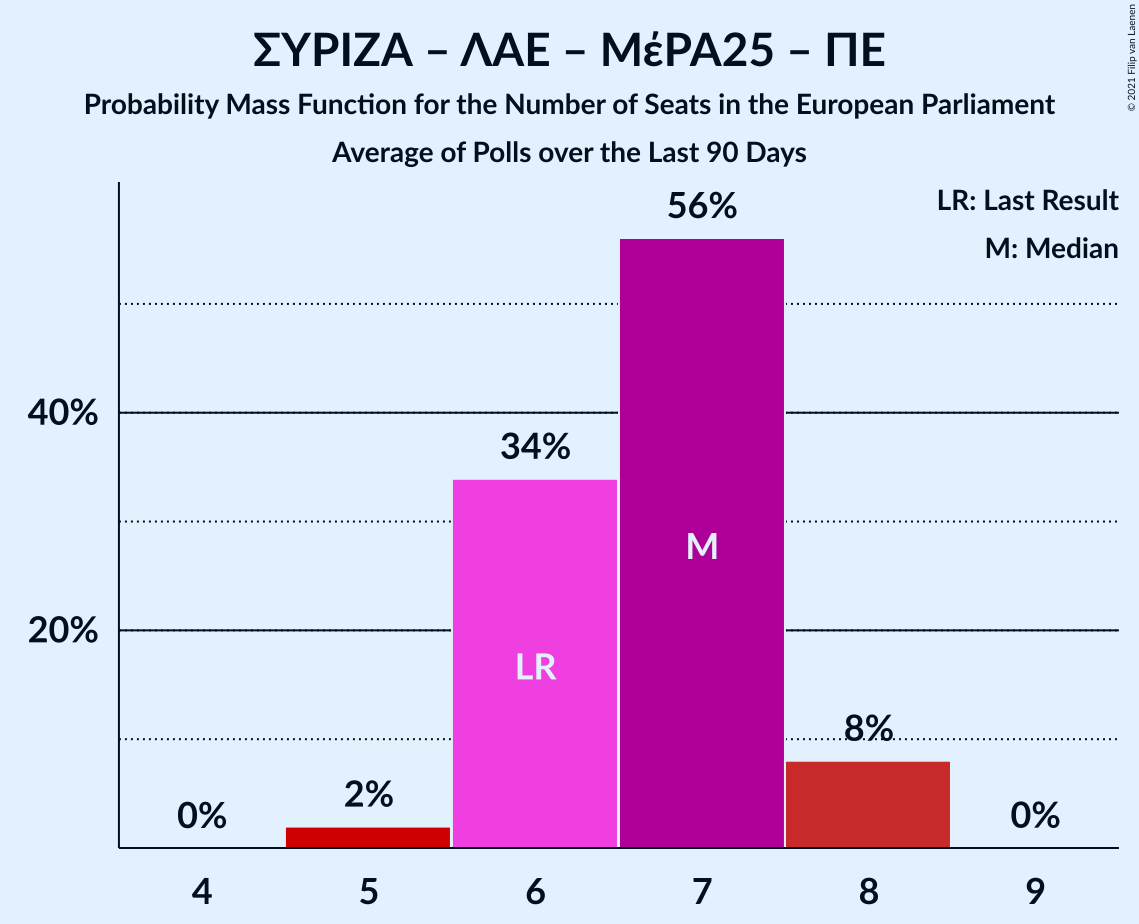 ΣΥΡΙΖΑ – ΛΑΕ – ΜέΡΑ25 – ΠΕ
Probability Mass Function for the Number of Seats in the European Parliament
Average of Polls over the Last 90 Days
© 2021 Filip van Laenen
LR: Last Result
M: Median
56%
40%
34%
M
20%
LR
8%
2%
0%
0%
4 5 6 7 8 9